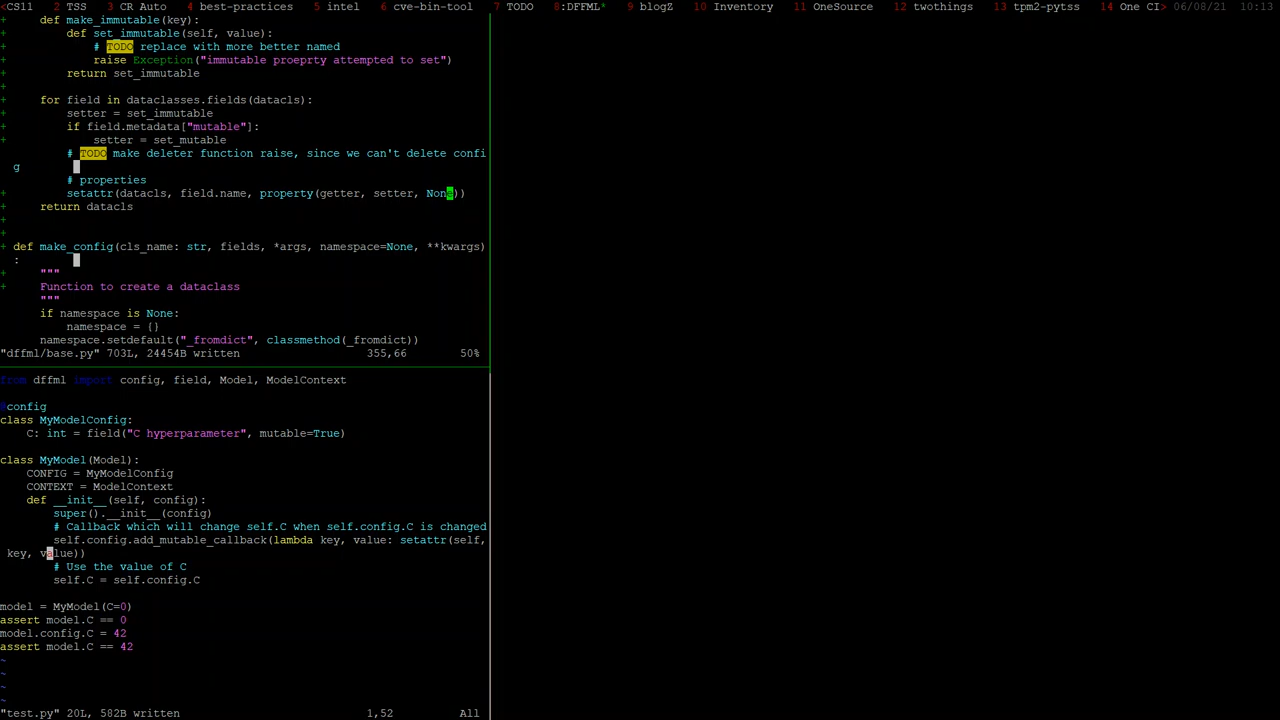 <CS11  2 TSS  3 CR Auto  4 best-practices  5 intel  6 cve-bin-tool  7 TODO  8:DFFML*  9 blogZ  10 Inventory  11 OneSource  12 twothings  13 tpm2-pytss  14 One CI> 06/08/21 10:13
+     def make_immutable(key):
+         def set_immutable(self, value):
+             # TODO replace with more better named
+             raise Exception("immutable proeprty attempted to set")
+         return set_immutable
+
+     for field in dataclasses.fields(datacls):
+         setter = set_immutable
+         if field.metadata["mutable"]:
+             setter = set_mutable
          # TODO make deleter function raise, since we can't delete confi
  g
          # properties
+         setattr(datacls, field.name, property(getter, setter, None))
+     return datacls
+
+
+ def make_config(cls_name: str, fields, *args, namespace=None, **kwargs)
  :
+     """
+     Function to create a dataclass
      """
      if namespace is None:
          namespace = {}
      namespace.setdefault("_fromdict", classmethod(_fromdict))
"dffml/base.py" 703L, 24454B written                   355,66        50%
from dffml import config, field, Model, ModelContext
@config
class MyModelConfig:
    C: int = field("C hyperparameter", mutable=True)
class MyModel(Model):
    CONFIG = MyModelConfig
    CONTEXT = ModelContext
    def __init__(self, config):
        super().__init__(config)
        # Callback which will change self.C when self.config.C is changed
        self.config.add_mutable_callback(lambda key, value: setattr(self,
 key, value))
        # Use the value of C
        self.C = self.config.C
model = MyModel(C=0)
assert model.C == 0
model.config.C = 42
assert model.C == 42
~
~
~
~
"test.py" 20L, 582B written                            1,52          All